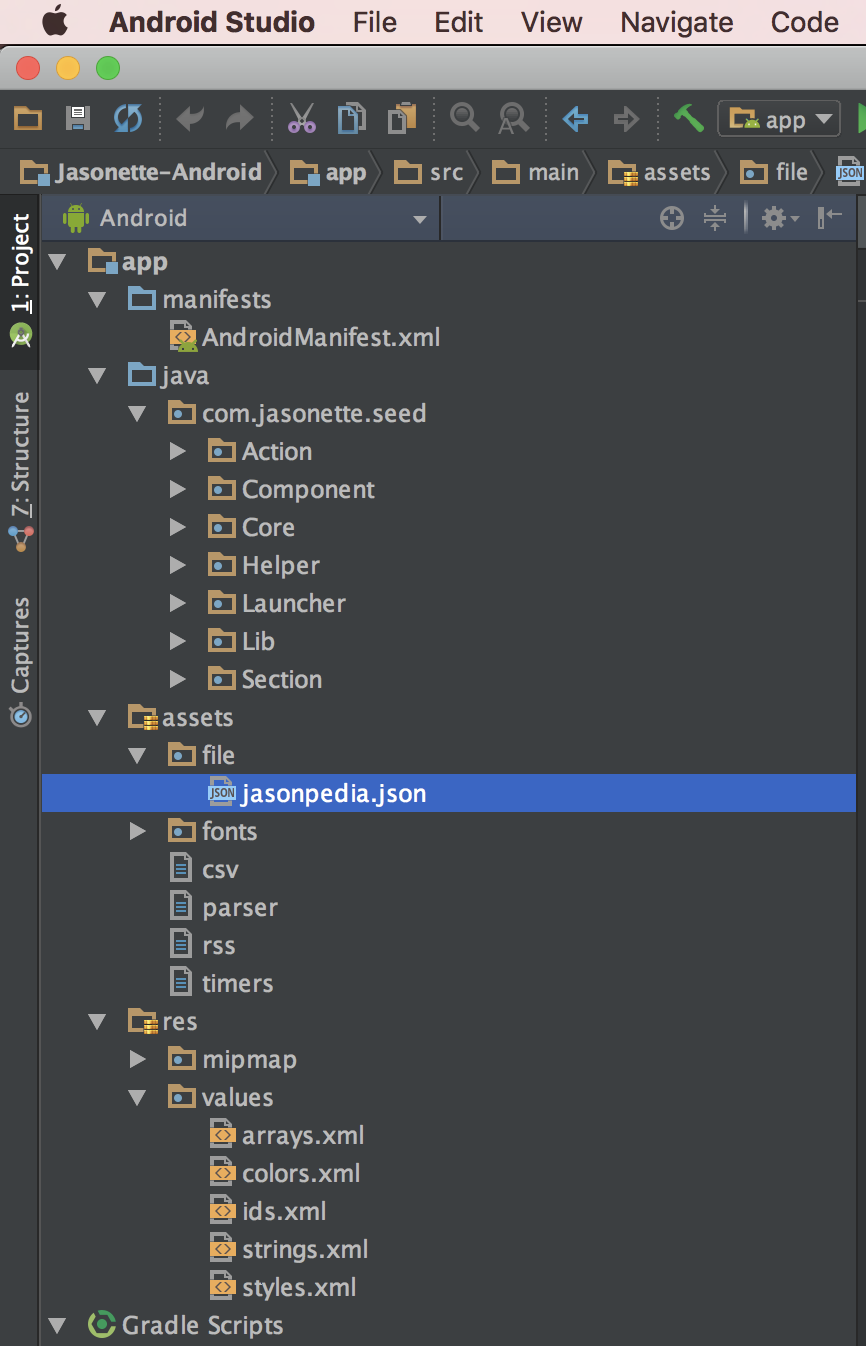 Android Studio File Edit View Navigate Code
app
Jasonette-Android app src main assets file JSON
1: Project
7: Structure
Captures
Android
app
manifests
AndroidManifest.xml
java
com.jasonette.seed
Action
Component
Core
Helper
Launcher
Lib
Section
assets
file
JSON jasonpedia.json
fonts
csv
parser
rss
timers
res
mipmap
values
arrays.xml
colors.xml
ids.xml
strings.xml
styles.xml
Gradle Scripts